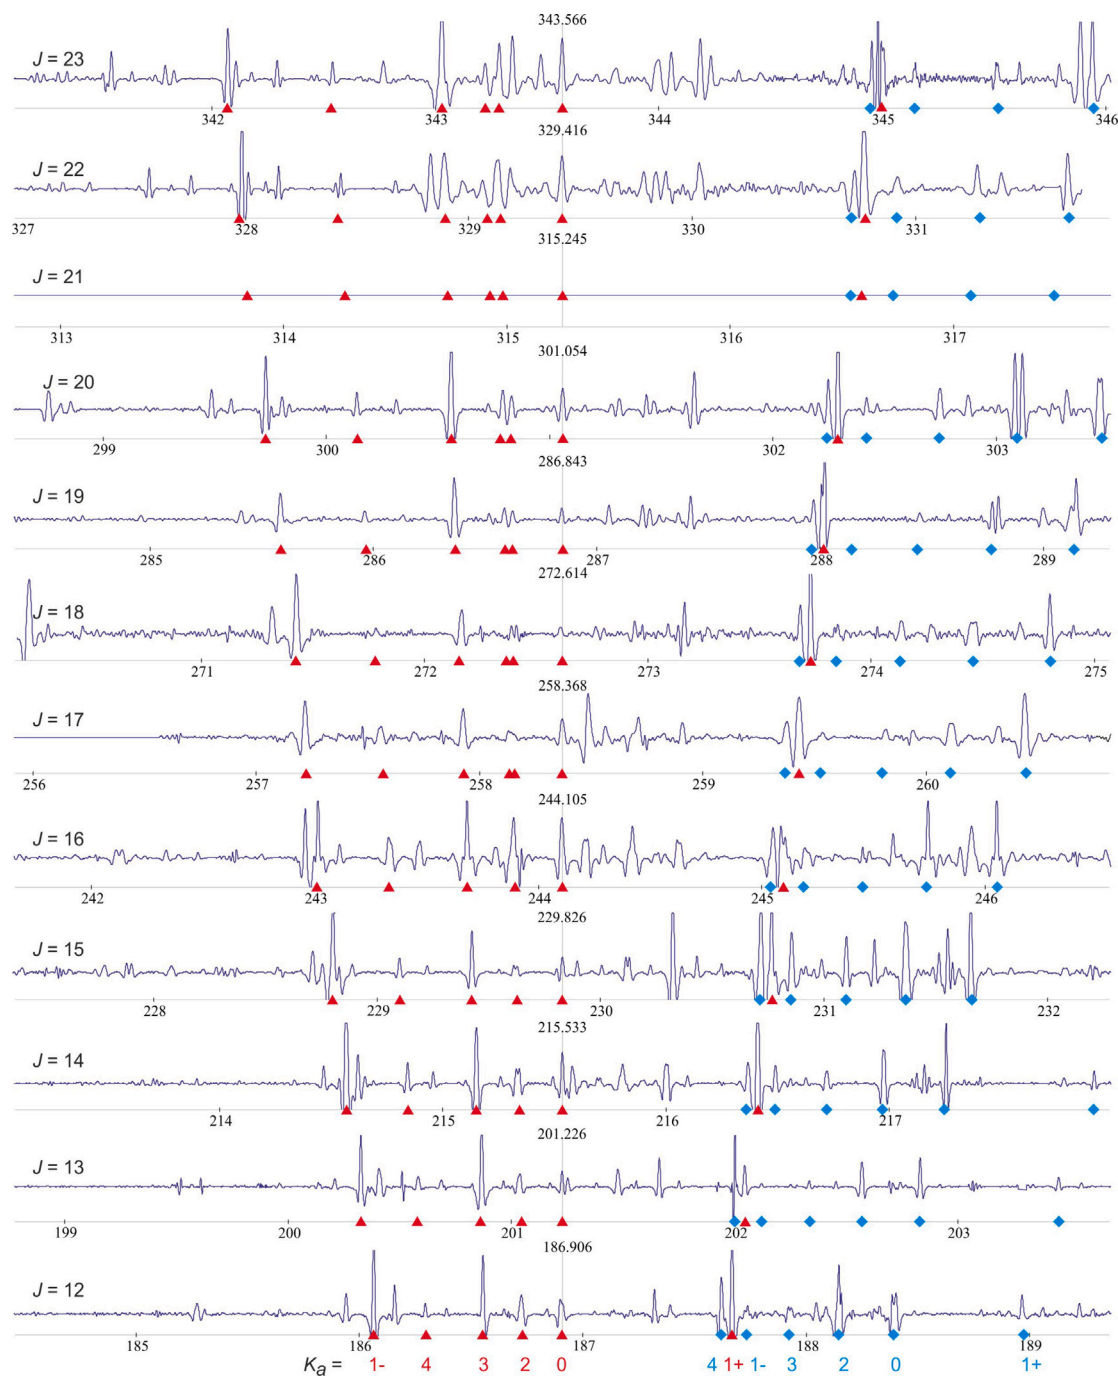 343.566
J = 23
342 343 344 345 346
329.416
J = 22
327 328 329 330 331
315.245
J = 21
313 314 315 316 317
301.054
J = 20
299 300 302 303
286.843
J = 19
285 286 287 288 289
272.614
J = 18
271 272 273 274 275
258.368
J = 17
256 257 258 259 260
244.105
J = 16
242 243 244 245 246
229.826
J = 15
228 229 230 231 232
215.533
J = 14
214 215 216 217
201.226
J = 13
199 200 201 202 203
186.906
J = 12
185 186 187 188 189
Ka = 1- 4 3 2 0 4 1+ 1- 3 2 0 1+